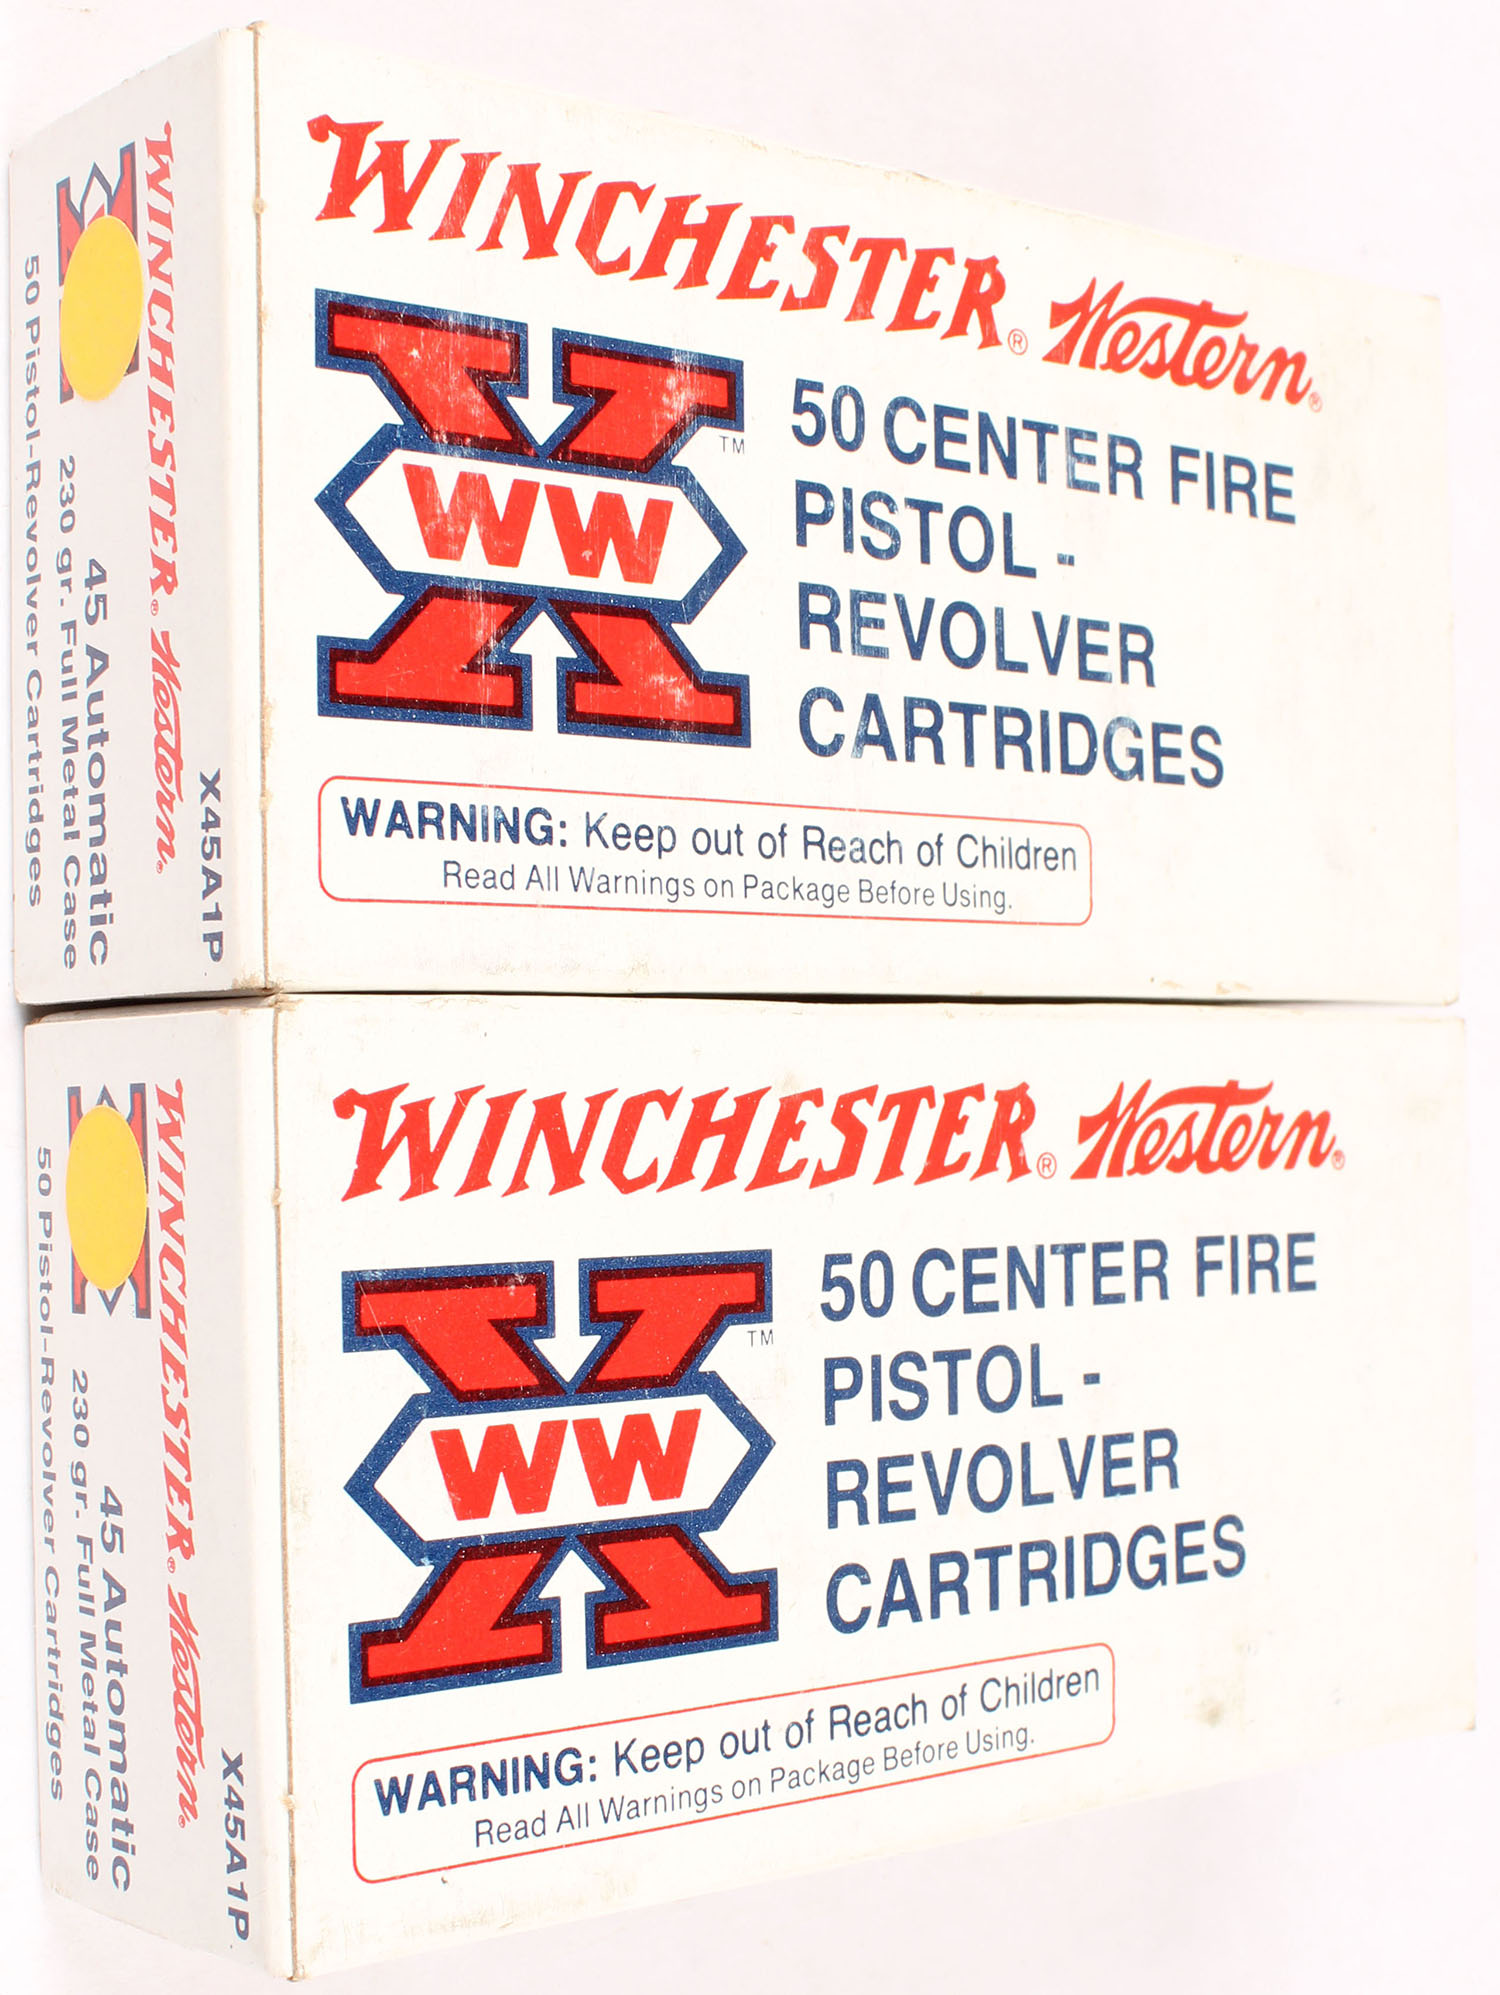 WINCHESTER® Western®
WW
™
50 CENTER FIRE
PISTOL -
REVOLVER
CARTRIDGES
WARNING: Keep out of Reach of Children
Read All Warnings on Package Before Using.
X45A1P
WINCHESTER® Western®
45 Automatic
230 gr. Full Metal Case
50 Pistol-Revolver Cartridges
WINCHESTER® Western®
WW
™
50 CENTER FIRE
PISTOL -
REVOLVER
CARTRIDGES
WARNING: Keep out of Reach of Children
Read All Warnings on Package Before Using.
X45A1P
WINCHESTER® Western®
45 Automatic
230 gr. Full Metal Case
50 Pistol-Revolver Cartridges